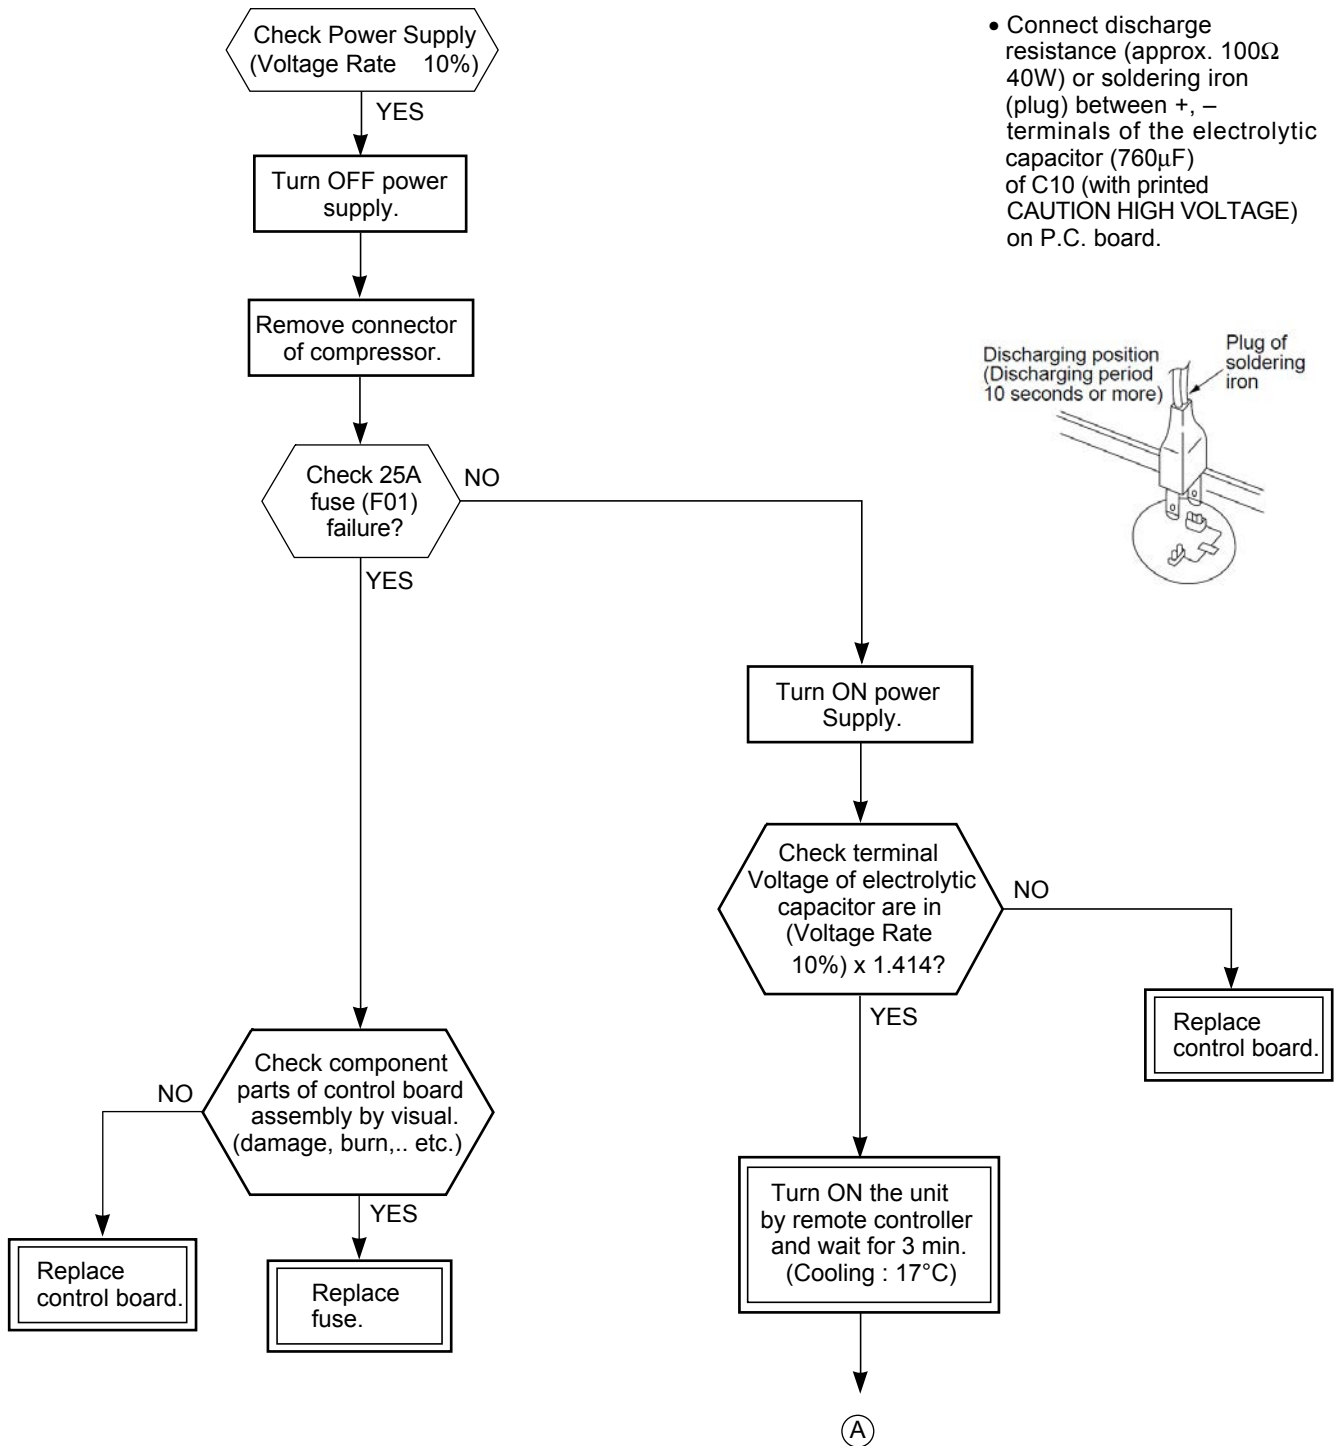 Check Power Supply
(Voltage Rate 10%)
YES
Turn OFF power
supply.
Remove connector
of compressor.
Check 25A
fuse (F01)
failure?
NO
YES
• Connect discharge
resistance (approx. 100Ω
40W) or soldering iron
(plug) between +, –
terminals of the electrolytic
capacitor (760μF)
of C10 (with printed
CAUTION HIGH VOLTAGE)
on P.C. board.
Discharging position
(Discharging period
10 seconds or more)
Plug of
soldering
iron
Turn ON power
Supply.
Check terminal
Voltage of electrolytic
capacitor are in
(Voltage Rate
10%) x 1.414?
NO
YES
Replace
control board.
Check component
parts of control board
assembly by visual.
(damage, burn,.. etc.)
NO
YES
Replace
control board.
Replace
fuse.
Turn ON the unit
by remote controller
and wait for 3 min.
(Cooling : 17°C)
A